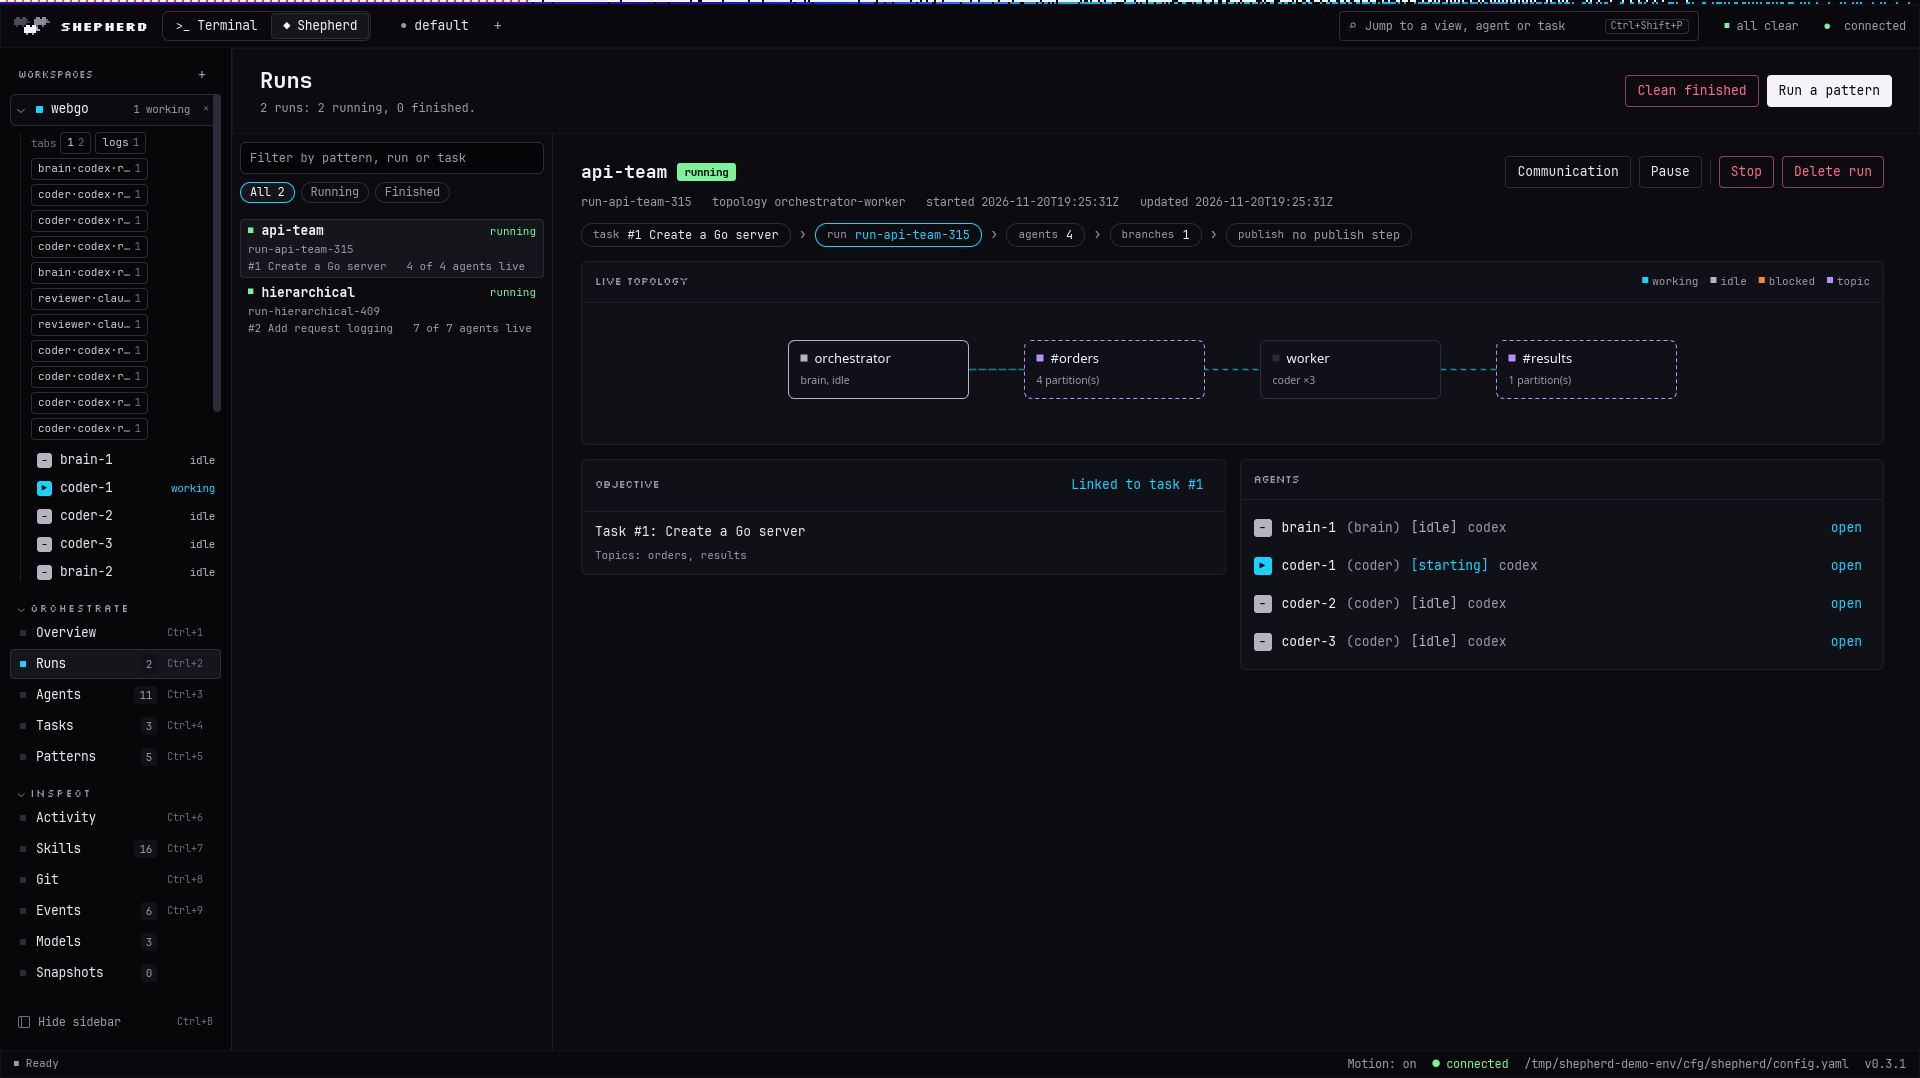 SHEPHERD
>_ Terminal
◆ Shepherd
● default
+
Jump to a view, agent or task
Ctrl+Shift+P
all clear
connected
WORKSPACES
+
webgo
1 working
×
tabs
1 2
logs 1
brain·codex·r… 1
coder·codex·r… 1
coder·codex·r… 1
coder·codex·r… 1
brain·codex·r… 1
reviewer·clau… 1
reviewer·clau… 1
coder·codex·r… 1
coder·codex·r… 1
coder·codex·r… 1
coder·codex·r… 1
brain-1 idle
coder-1 working
coder-2 idle
coder-3 idle
brain-2 idle
ORCHESTRATE
Overview Ctrl+1
Runs 2 Ctrl+2
Agents 11 Ctrl+3
Tasks 3 Ctrl+4
Patterns 5 Ctrl+5
INSPECT
Activity Ctrl+6
Skills 16 Ctrl+7
Git Ctrl+8
Events 6 Ctrl+9
Models 3
Snapshots 0
Hide sidebar Ctrl+B
Runs
2 runs: 2 running, 0 finished.
Clean finished
Run a pattern
Filter by pattern, run or task
All 2
Running
Finished
api-team running
run-api-team-315
#1 Create a Go server 4 of 4 agents live
hierarchical running
run-hierarchical-409
#2 Add request logging 7 of 7 agents live
api-team running
Communication
Pause
Stop
Delete run
run-api-team-315 topology orchestrator-worker started 2026-11-20T19:25:31Z updated 2026-11-20T19:25:31Z
task #1 Create a Go server › run run-api-team-315 › agents 4 › branches 1 › publish no publish step
LIVE TOPOLOGY
working idle blocked topic
orchestrator
brain, idle
#orders
4 partition(s)
worker
coder ×3
#results
1 partition(s)
OBJECTIVE
Linked to task #1
Task #1: Create a Go server
Topics: orders, results
AGENTS
brain-1 (brain) [idle] codex open
coder-1 (coder) [starting] codex open
coder-2 (coder) [idle] codex open
coder-3 (coder) [idle] codex open
Ready
Motion: on
connected
/tmp/shepherd-demo-env/cfg/shepherd/config.yaml
v0.3.1